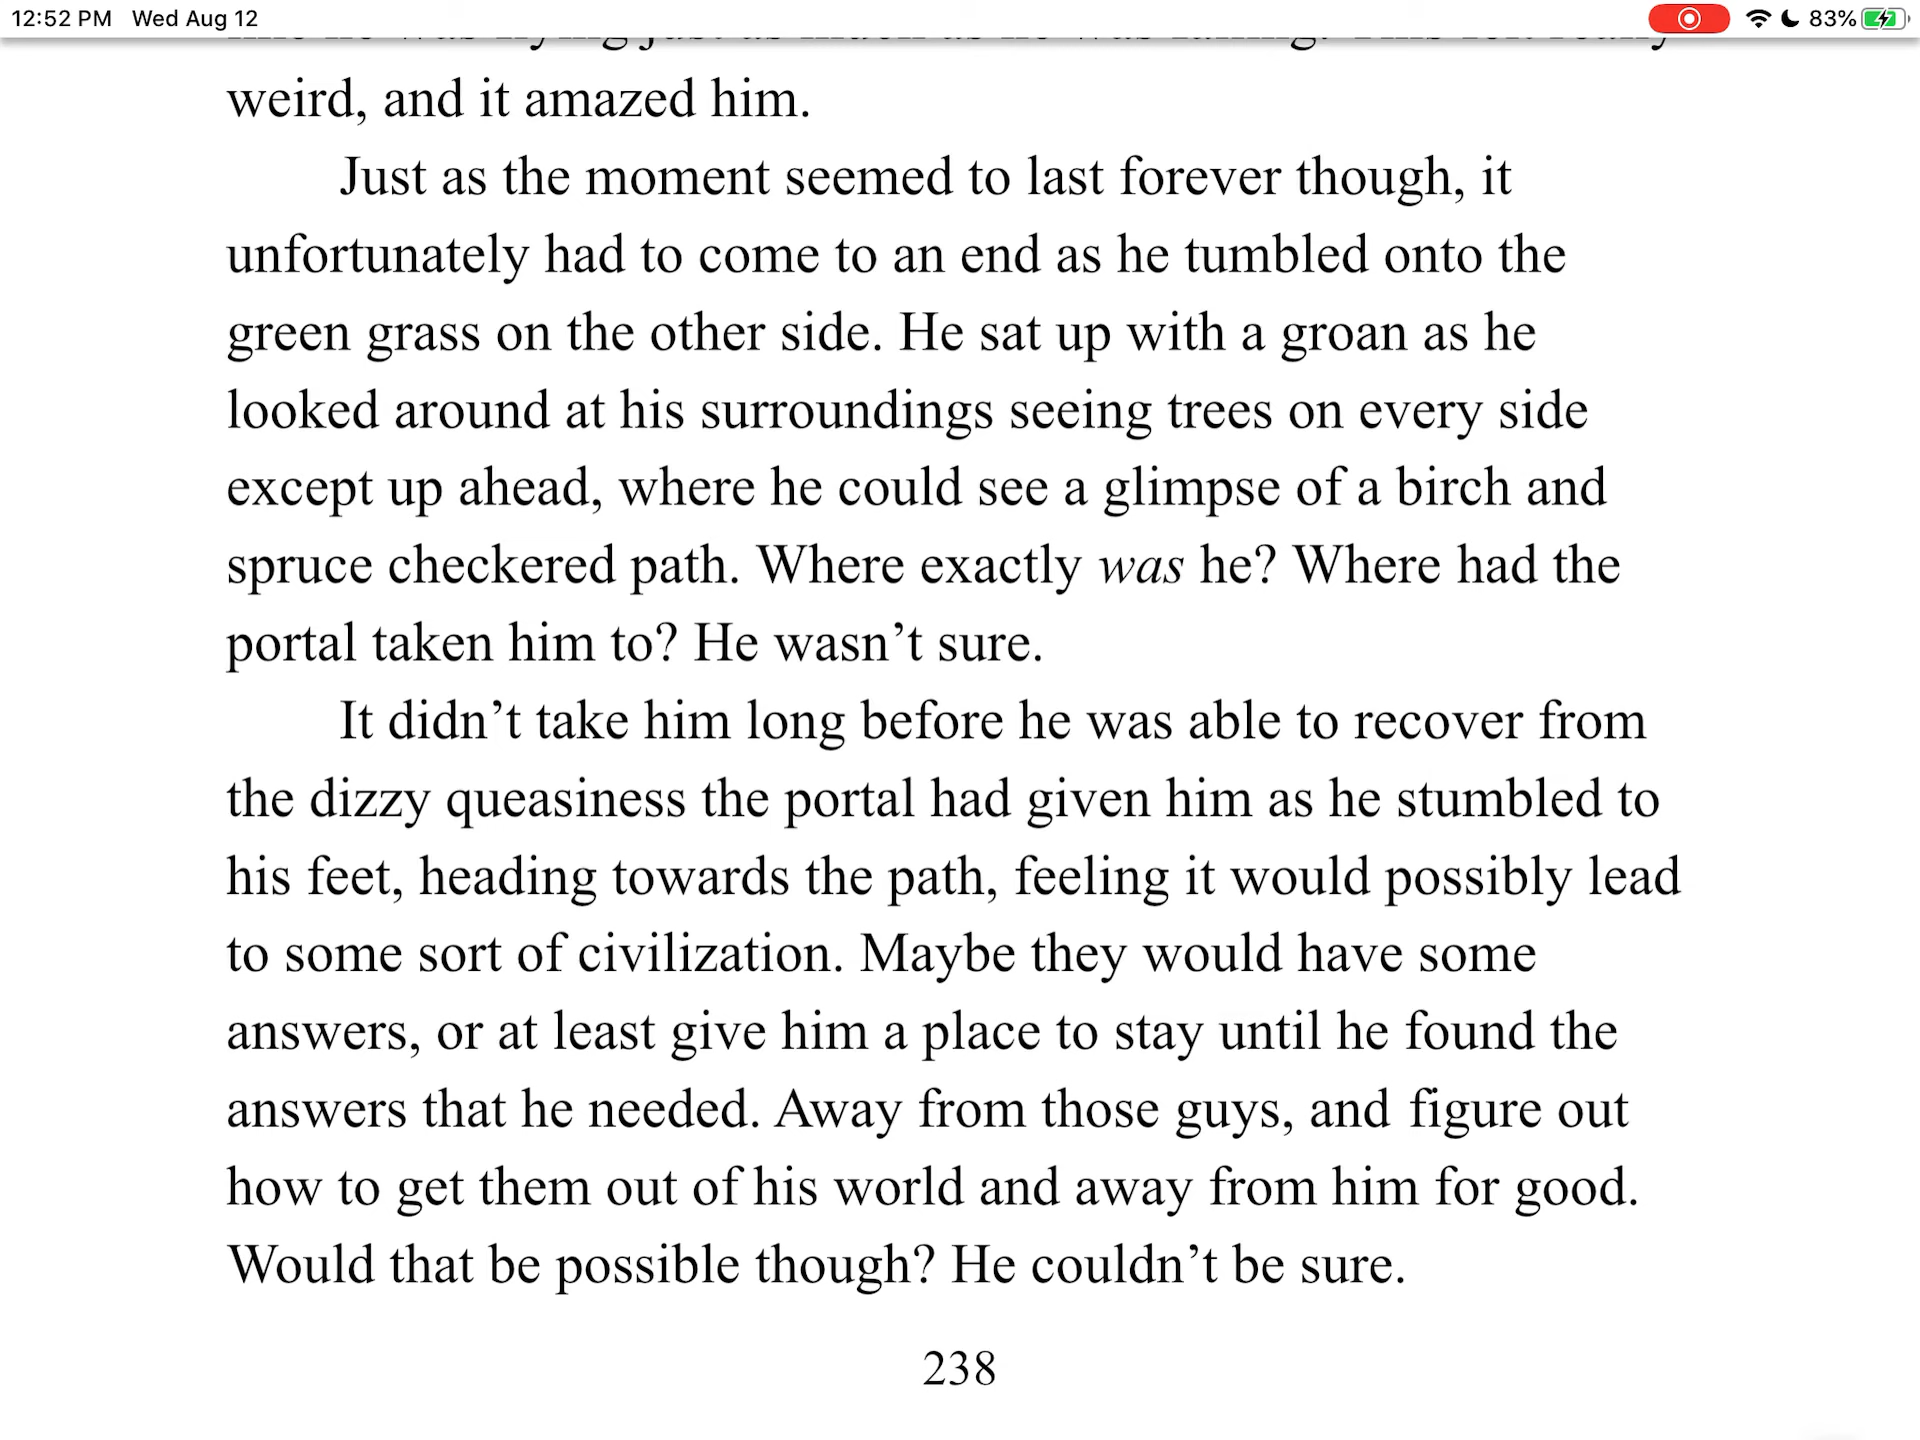 12:52 PM Wed Aug 12
83%
weird, and it amazed him.
Just as the moment seemed to last forever though, it
unfortunately had to come to an end as he tumbled onto the
green grass on the other side. He sat up with a groan as he
looked around at his surroundings seeing trees on every side
except up ahead, where he could see a glimpse of a birch and
spruce checkered path. Where exactly was he? Where had the
portal taken him to? He wasn’t sure.
It didn’t take him long before he was able to recover from
the dizzy queasiness the portal had given him as he stumbled to
his feet, heading towards the path, feeling it would possibly lead
to some sort of civilization. Maybe they would have some
answers, or at least give him a place to stay until he found the
answers that he needed. Away from those guys, and figure out
how to get them out of his world and away from him for good.
Would that be possible though? He couldn’t be sure.
238